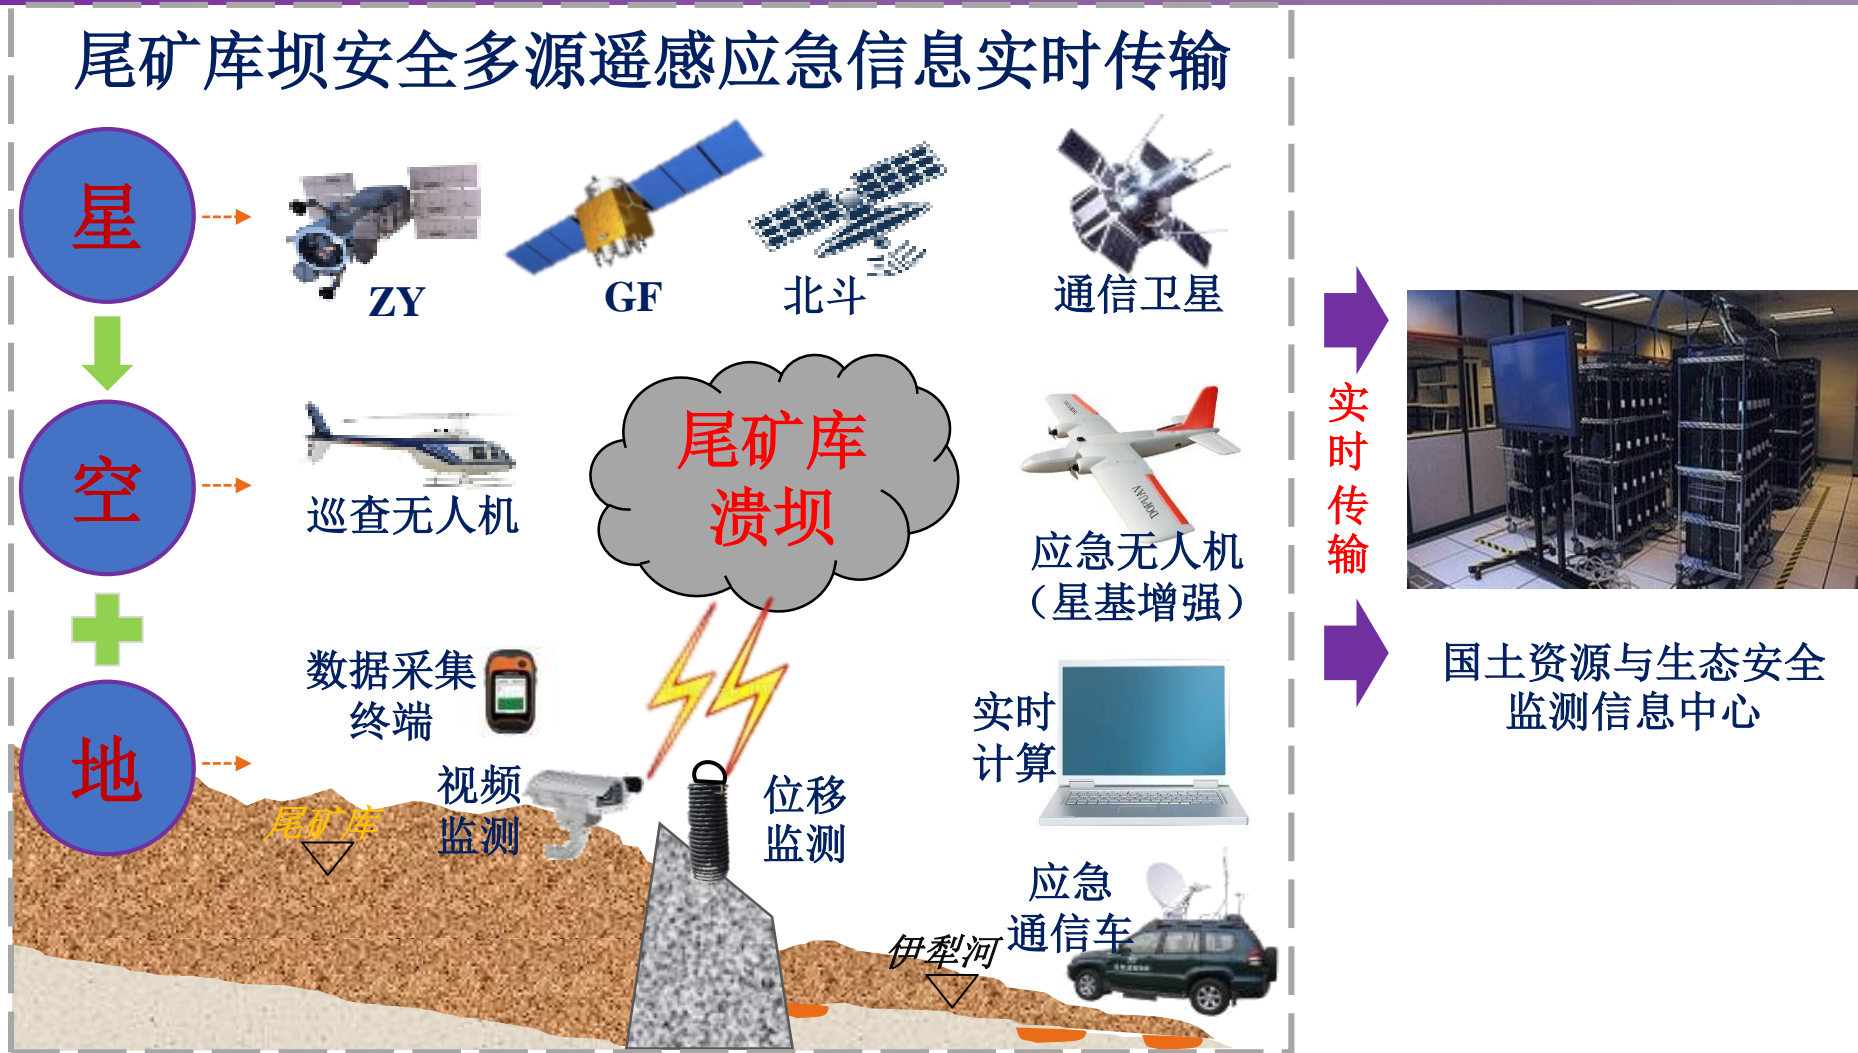 尾矿库坝安全多源遥感应急信息实时传输
星
ZY
GF
北斗
通信卫星
空
巡查无人机
尾矿库
溃坝
应急无人机
（星基增强）
DQPUAV
实时传输
国土资源与生态安全
监测信息中心
地
数据采集
终端
视频
监测
位移
监测
实时
计算
应急
通信车
尾矿库
伊犁河